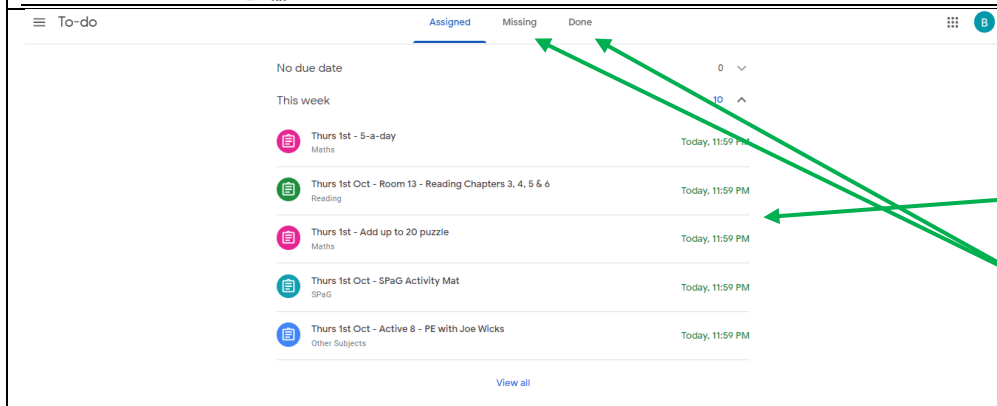 To-do
Assigned Missing Done
B
No due date 0
This week 10
Thurs 1st - 5-a-day
Maths
Today, 11:59 PM
Thurs 1st Oct - Room 13 - Reading Chapters 3, 4, 5 & 6
Reading
Today, 11:59 PM
Thurs 1st - Add up to 20 puzzle
Maths
Today, 11:59 PM
Thurs 1st Oct - SPaG Activity Mat
SPaG
Today, 11:59 PM
Thurs 1st Oct - Active 8 - PE with Joe Wicks
Other Subjects
Today, 11:59 PM
View all